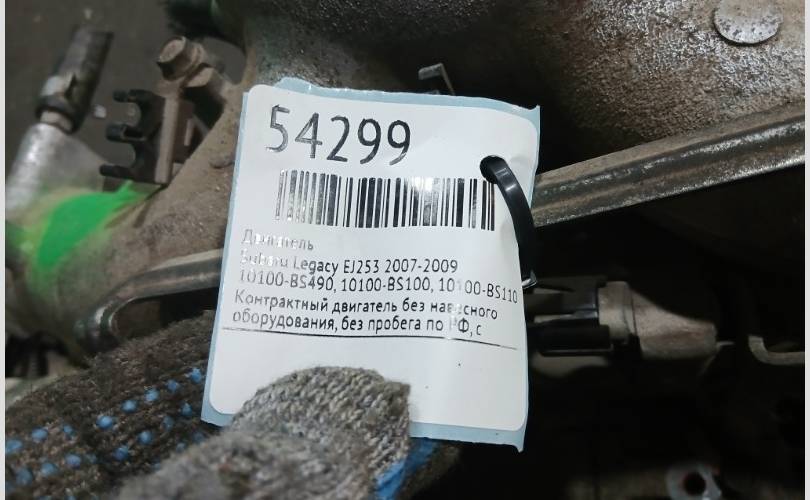 54299
Двигатель
Subaru Legacy EJ253 2007-2009
10100-BS490, 10100-BS100, 10100-BS110
Контрактный двигатель без навесного
оборудования, без пробега по РФ, с